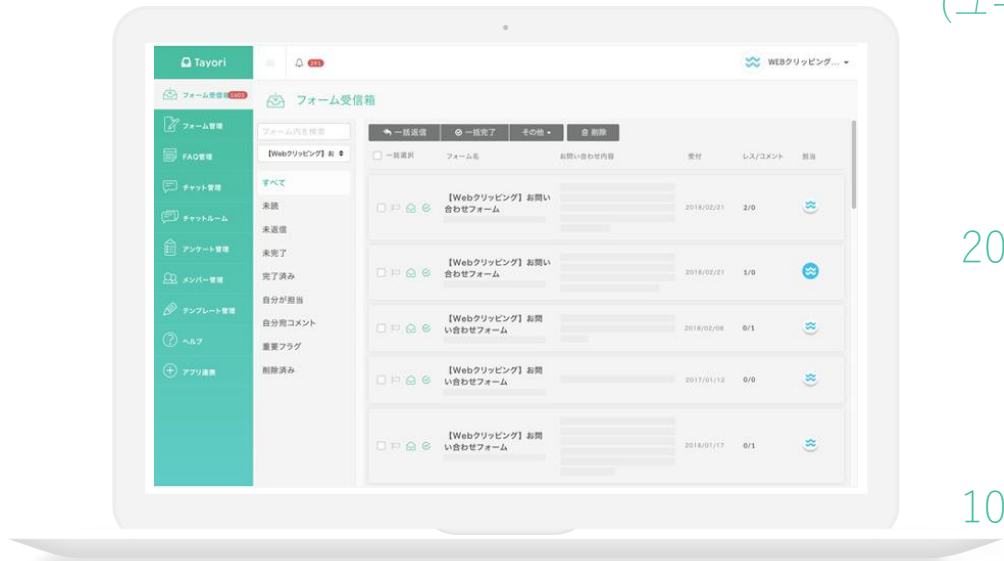 (ユー
Tayori
291
WEBクリッピング...
フォーム受信箱
フォーム受信箱
フォーム管理
FAQ管理
チャット管理
チャットルーム
アンケート管理
メンバー管理
テンプレート管理
ヘルプ
アプリ連携
フォーム内を検索
【Webクリッピング】お
すべて
未読
未返信
未完了
完了済み
自分が担当
自分宛コメント
重要フラグ
削除済み
一括返信 一括完了 その他 削除
一括選択 フォーム名 お問い合わせ内容 受付 レス/コメント 担当
【Webクリッピング】お問い
合わせフォーム
2018/02/21 2/0
【Webクリッピング】お問い
合わせフォーム
2018/02/21 1/0
【Webクリッピング】お問
い合わせフォーム
2018/02/08 0/1
【Webクリッピング】お問
い合わせフォーム
2017/01/12 0/0
【Webクリッピング】お問
い合わせフォーム
2018/01/17 0/1
20
10